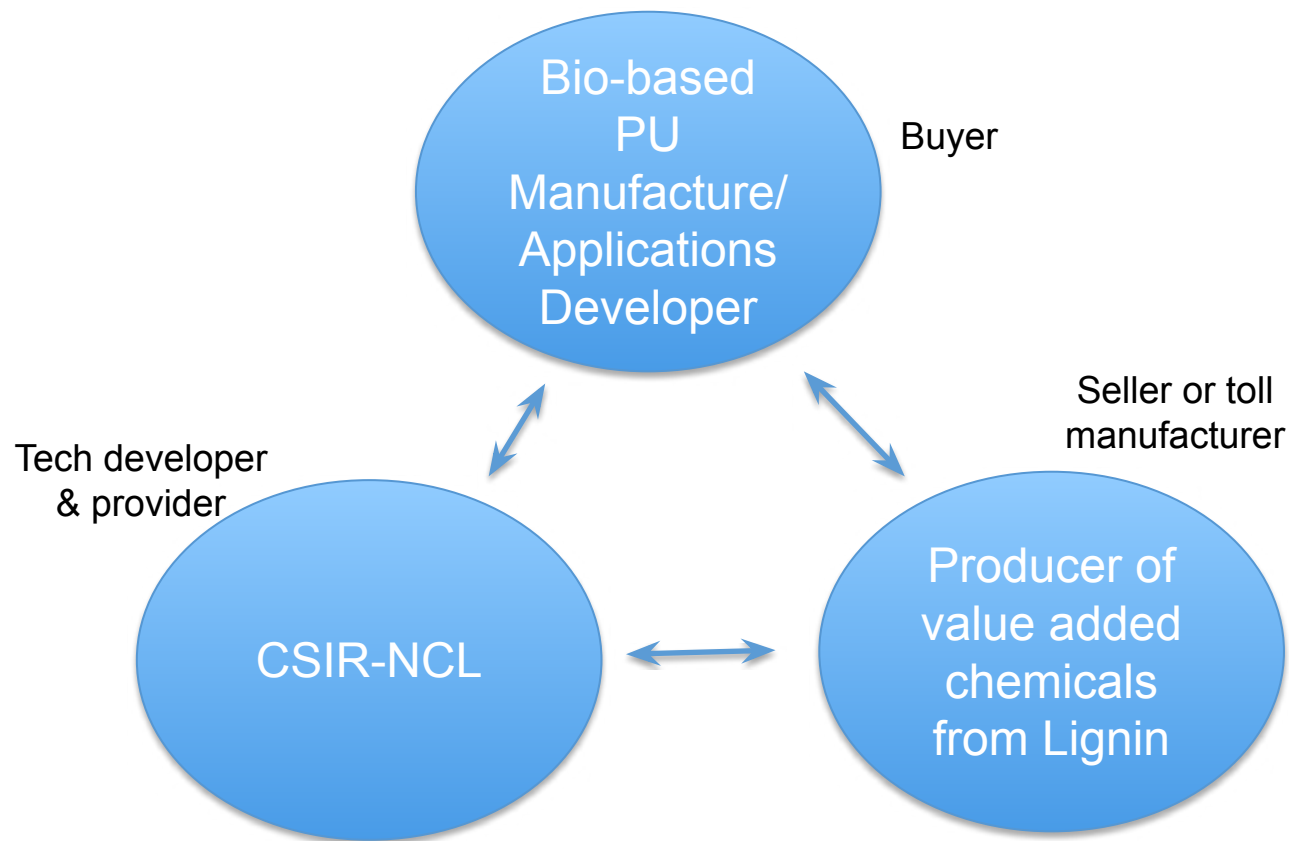 Bio-based
PU
Manufacture/
Applications
Developer
Buyer
Seller or toll
manufacturer
Tech developer
& provider
CSIR-NCL
Producer of
value added
chemicals
from Lignin